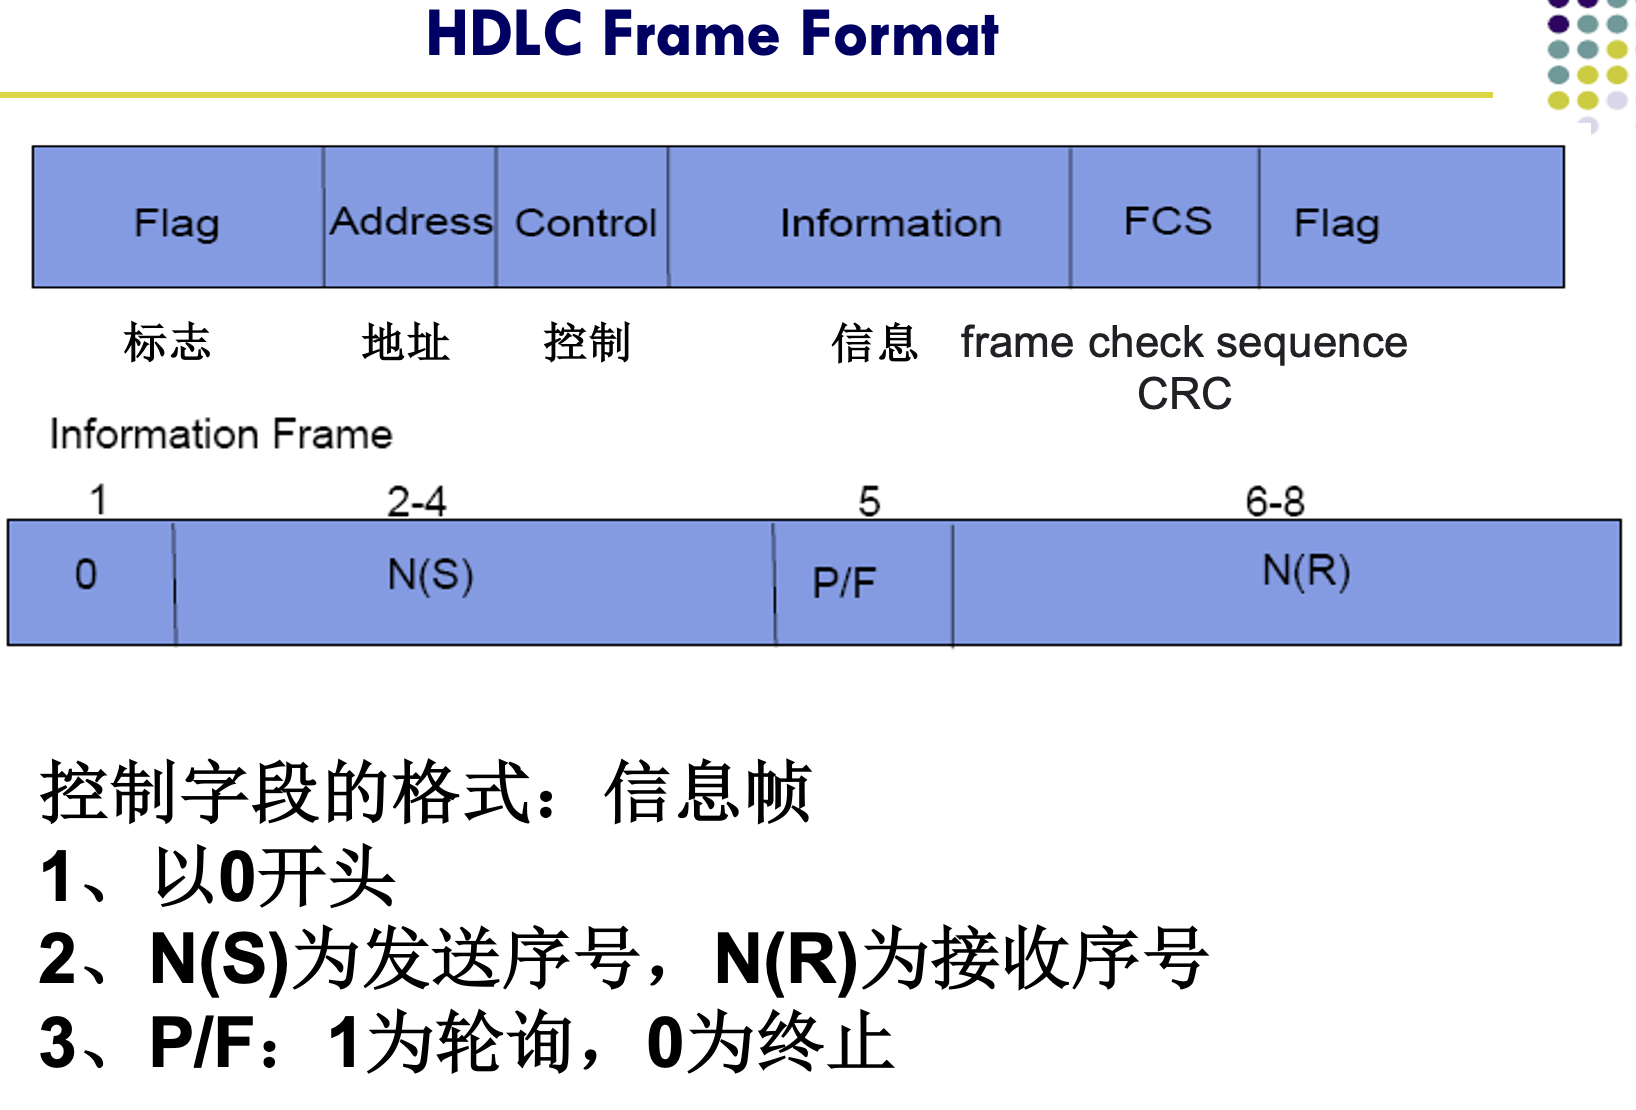 HDLC Frame Format
Flag Address Control Information FCS Flag
标志 地址 控制 信息 frame check sequence
CRC
Information Frame
1 2-4 5 6-8
0 N(S) P/F N(R)
控制字段的格式：信息帧
1、以0开头
2、N(S)为发送序号，N(R)为接收序号
3、P/F：1为轮询，0为终止